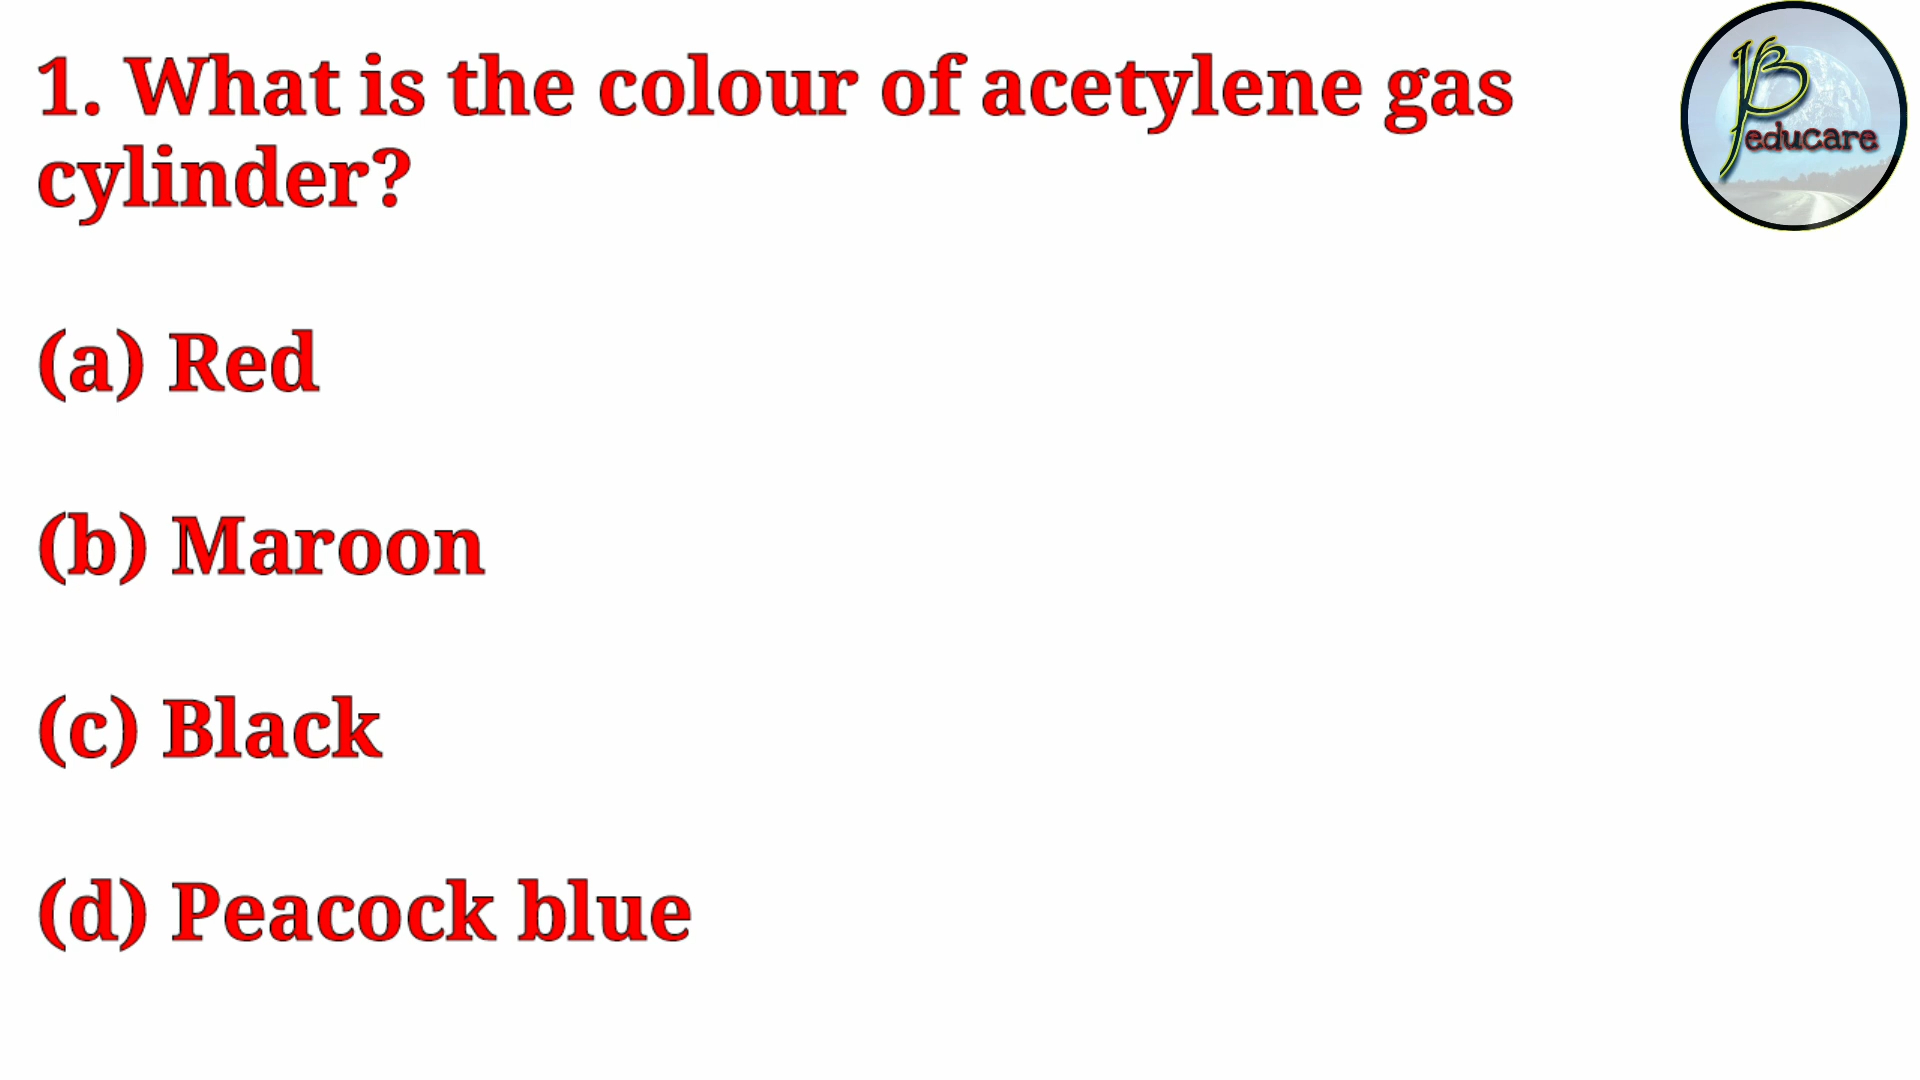 1. What is the colour of acetylene gas
cylinder?
(a) Red
(b) Maroon
(c) Black
(d) Peacock blue
educare